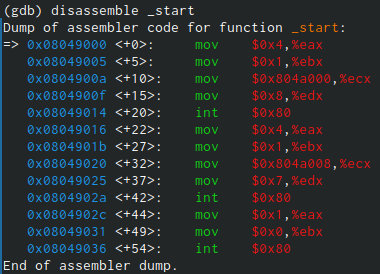 (gdb) disassemble _start
Dump of assembler code for function _start:
=> 0x08049000 <+0>:     mov    $0x4,%eax
   0x08049005 <+5>:     mov    $0x1,%ebx
   0x0804900a <+10>:    mov    $0x804a000,%ecx
   0x0804900f <+15>:    mov    $0x8,%edx
   0x08049014 <+20>:    int    $0x80
   0x08049016 <+22>:    mov    $0x4,%eax
   0x0804901b <+27>:    mov    $0x1,%ebx
   0x08049020 <+32>:    mov    $0x804a008,%ecx
   0x08049025 <+37>:    mov    $0x7,%edx
   0x0804902a <+42>:    int    $0x80
   0x0804902c <+44>:    mov    $0x1,%eax
   0x08049031 <+49>:    mov    $0x0,%ebx
   0x08049036 <+54>:    int    $0x80
End of assembler dump.